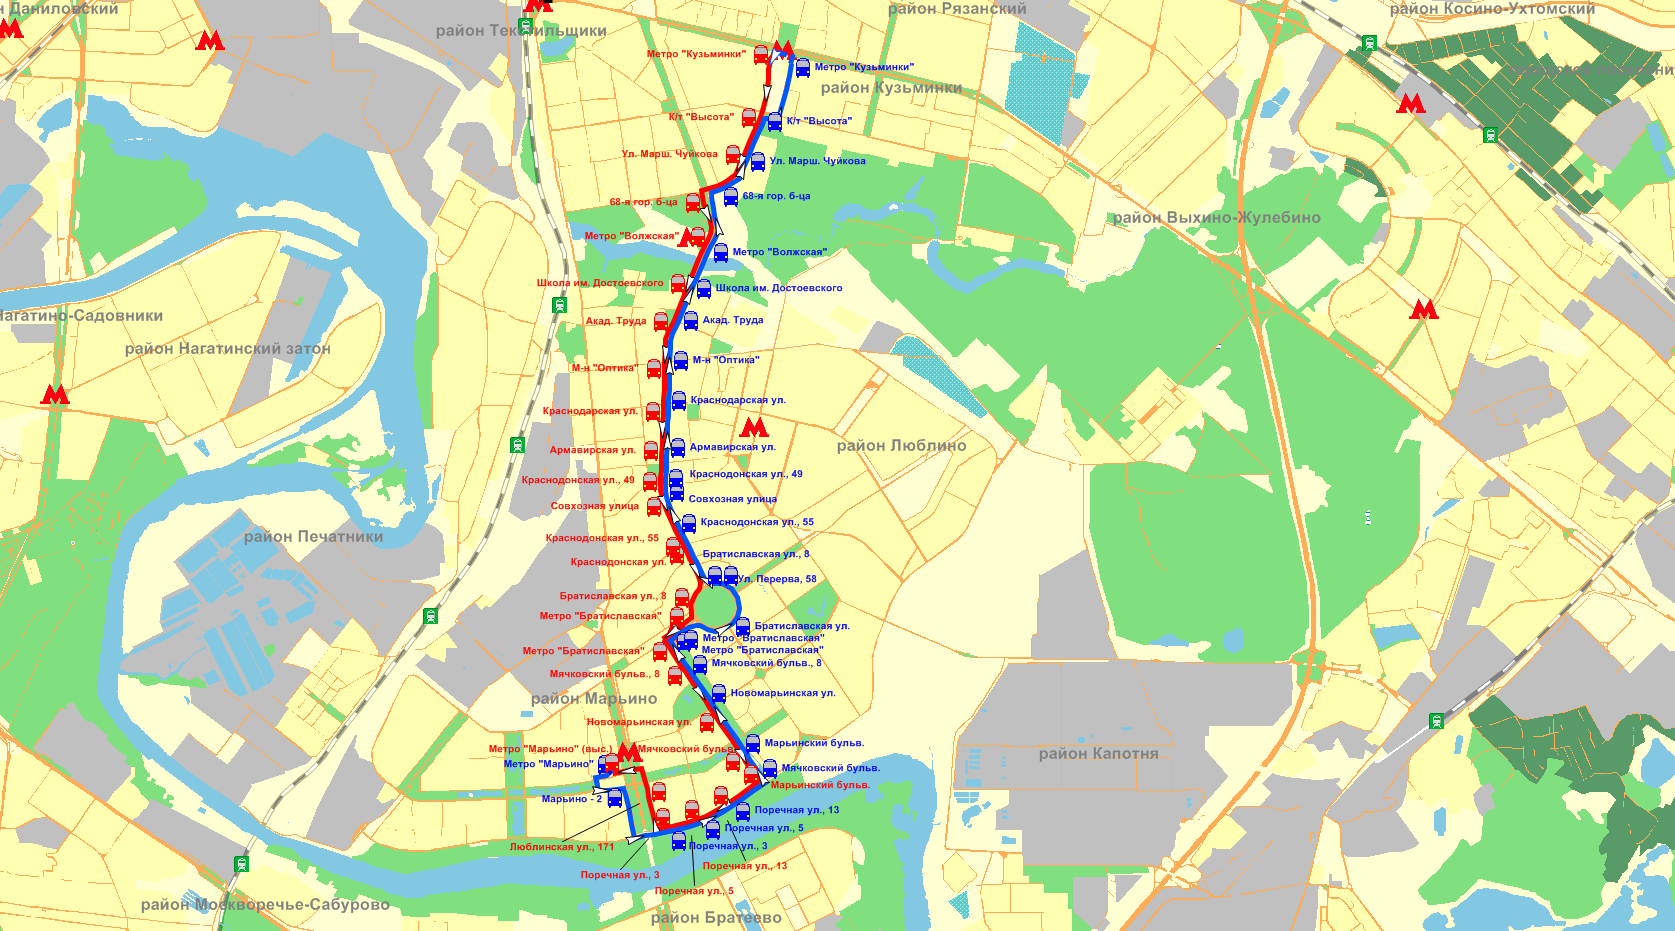 н Даниловский
район Текстильщики
район Рязанский
район Косино-Ухтомский
Метро "Кузьминки"
Метро "Кузьминки"
район Кузьминки
К/т "Высота"
К/т "Высота"
Ул. Марш. Чуйкова
Ул. Марш. Чуйкова
68-я гор. б-ца
68-я гор. б-ца
район Выхино-Жулебино
Метро "Волжская"
Метро "Волжская"
Школа им. Достоевского
Школа им. Достоевского
Нагатино-Садовники
Акад. Труда
Акад. Труда
район Нагатинский затон
М-н "Оптика"
М-н "Оптика"
Краснодарская ул.
Краснодарская ул.
район Люблино
Армавирская ул.
Армавирская ул.
Краснодонская ул., 49
Краснодонская ул., 49
Совхозная улица
Совхозная улица
Краснодонская ул., 55
район Печатники
Краснодонская ул., 55
Братиславская ул., 8
Краснодонская ул.
Ул. Перерва, 58
Братиславская ул., 8
Метро "Братиславская"
Братиславская ул.
Метро "Братиславская"
Метро "Братиславская"
Метро "Братиславская"
Мячковский бульв., 8
Мячковский бульв., 8
район Марьино
Новомарьинская ул.
Новомарьинская ул.
Марьинский бульв.
Метро "Марьино" (выс.)
Мячковский бульв.
район Капотня
Метро "Марьино"
Мячковский бульв.
Марьинский бульв.
Марьино - 2
Поречная ул., 13
Поречная ул., 5
Люблинская ул., 171
Поречная ул., 3
Поречная ул., 13
Поречная ул., 3
Поречная ул., 5
район Москворечье-Сабурово
район Братеево